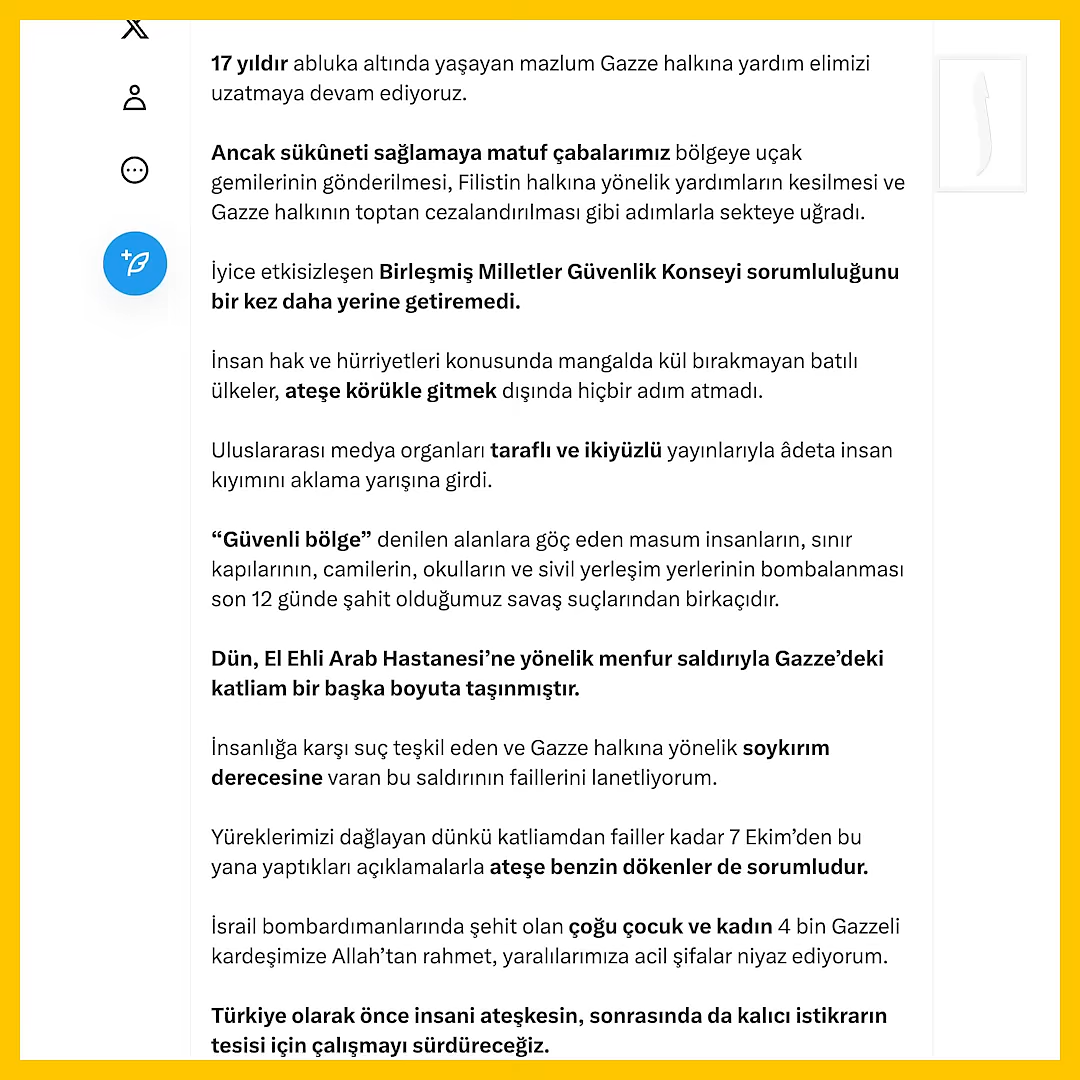 17 yıldır abluka altında yaşayan mazlum Gazze halkına yardım elimizi
uzatmaya devam ediyoruz.
Ancak sükûneti sağlamaya matuf çabalarımız bölgeye uçak
gemilerinin gönderilmesi, Filistin halkına yönelik yardımların kesilmesi ve
Gazze halkının toptan cezalandırılması gibi adımlarla sekteye uğradı.
İyice etkisizleşen Birleşmiş Milletler Güvenlik Konseyi sorumluluğunu
bir kez daha yerine getiremedi.
İnsan hak ve hürriyetleri konusunda mangalda kül bırakmayan batılı
ülkeler, ateşe körükle gitmek dışında hiçbir adım atmadı.
Uluslararası medya organları taraflı ve ikiyüzlü yayınlarıyla âdeta insan
kıyımını aklama yarışına girdi.
“Güvenli bölge” denilen alanlara göç eden masum insanların, sınır
kapılarının, camilerin, okulların ve sivil yerleşim yerlerinin bombalanması
son 12 günde şahit olduğumuz savaş suçlarından birkaçıdır.
Dün, El Ehli Arab Hastanesi’ne yönelik menfur saldırıyla Gazze’deki
katliam bir başka boyuta taşınmıştır.
İnsanlığa karşı suç teşkil eden ve Gazze halkına yönelik soykırım
derecesine varan bu saldırının faillerini lanetliyorum.
Yüreklerimizi dağlayan dünkü katliamdan failler kadar 7 Ekim’den bu
yana yaptıkları açıklamalarla ateşe benzin dökenler de sorumludur.
İsrail bombardımanlarında şehit olan çoğu çocuk ve kadın 4 bin Gazzeli
kardeşimize Allah’tan rahmet, yaralılarımıza acil şifalar niyaz ediyorum.
Türkiye olarak önce insani ateşkesin, sonrasında da kalıcı istikrarın
tesisi için çalışmayı sürdüreceğiz.